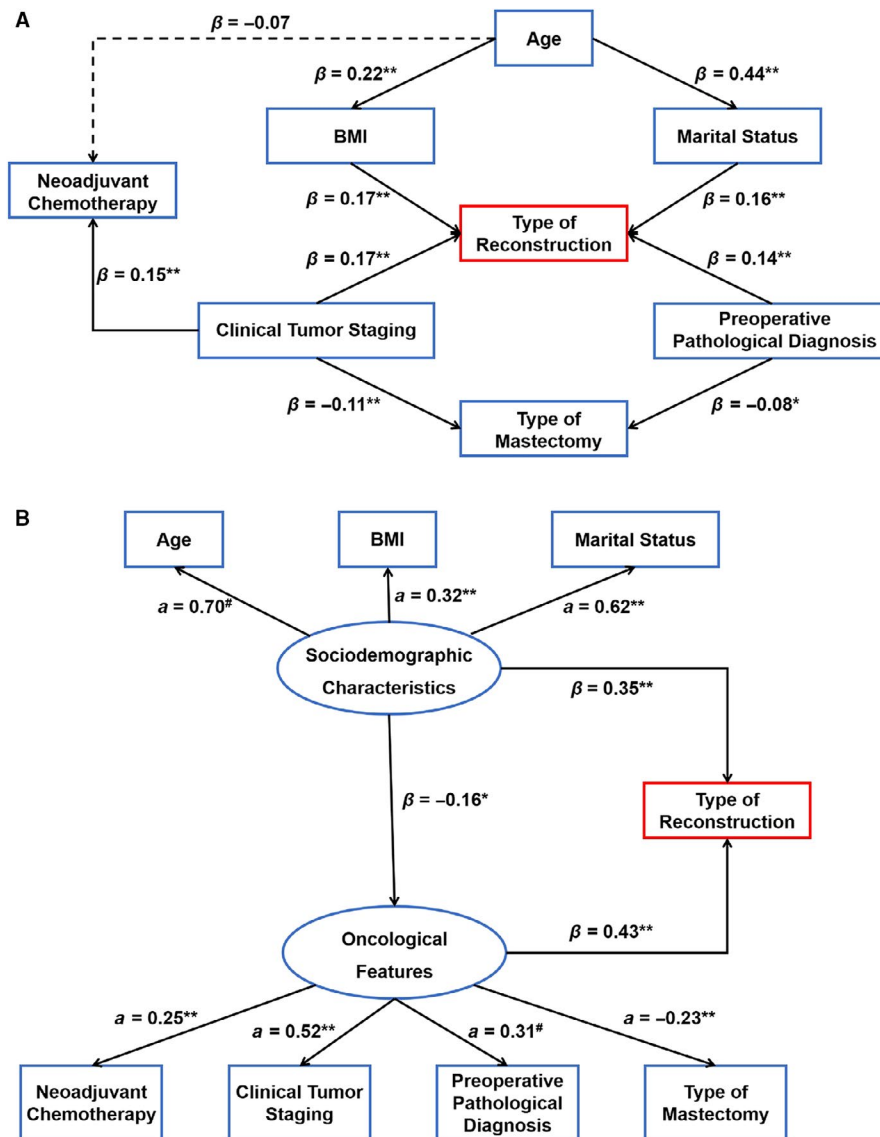 A
β = −0.07
Age
β = 0.22**
β = 0.44**
BMI
Marital Status
Neoadjuvant
Chemotherapy
β = 0.17**
β = 0.16**
Type of
Reconstruction
β = 0.17**
β = 0.14**
β = 0.15**
Clinical Tumor Staging
Preoperative
Pathological Diagnosis
β = −0.11**
β = −0.08*
Type of
Mastectomy
B
Age
BMI
Marital Status
a = 0.70#
a = 0.32**
a = 0.62**
Sociodemographic
Characteristics
β = 0.35**
β = −0.16*
Type of
Reconstruction
Oncological
Features
β = 0.43**
a = 0.25**
a = 0.52**
a = 0.31#
a = −0.23**
Neoadjuvant
Chemotherapy
Clinical Tumor
Staging
Preoperative
Pathological
Diagnosis
Type of
Mastectomy